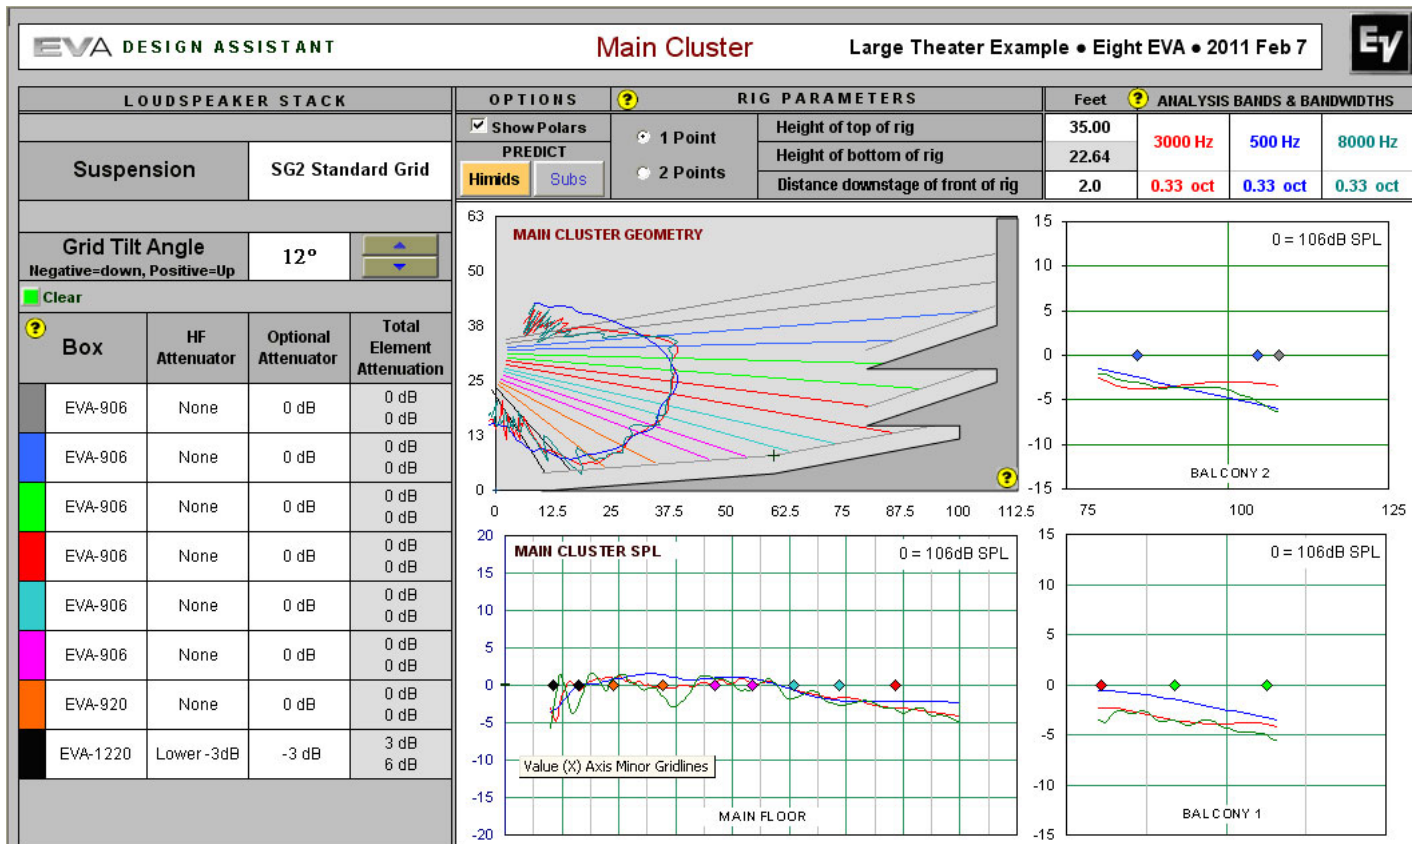 EVA DESIGN ASSISTANT
Main Cluster
Large Theater Example • Eight EVA • 2011 Feb 7
EV
LOUDSPEAKER STACK
Suspension
SG2 Standard Grid
Grid Tilt Angle
Negative=down, Positive=Up
12°
Clear
?
Box
HF Attenuator
Optional Attenuator
Total Element Attenuation
EVA-906 None 0 dB 0 dB
0 dB
EVA-906 None 0 dB 0 dB
0 dB
EVA-906 None 0 dB 0 dB
0 dB
EVA-906 None 0 dB 0 dB
0 dB
EVA-906 None 0 dB 0 dB
0 dB
EVA-906 None 0 dB 0 dB
0 dB
EVA-920 None 0 dB 0 dB
0 dB
EVA-1220 Lower -3dB -3 dB 3 dB
6 dB
OPTIONS
Show Polars
PREDICT
Himids Subs
?
RIG PARAMETERS
1 Point
2 Points
Height of top of rig
Height of bottom of rig
Distance downstage of front of rig
Feet
35.00
22.64
2.0
?
ANALYSIS BANDS & BANDWIDTHS
3000 Hz 500 Hz 8000 Hz
0.33 oct 0.33 oct 0.33 oct
MAIN CLUSTER GEOMETRY
63
50
38
25
13
0
0 12.5 25 37.5 50 62.5 75 87.5 100 112.5
?
0 = 106dB SPL
15
10
5
0
-5
-10
-15
BALCONY 2
75 100 125
MAIN CLUSTER SPL
0 = 106dB SPL
20
15
10
5
0
-5
-10
-15
-20
Value (X) Axis Minor Gridlines
MAIN FLOOR
0 = 106dB SPL
15
10
5
0
-5
-10
-15
BALCONY 1